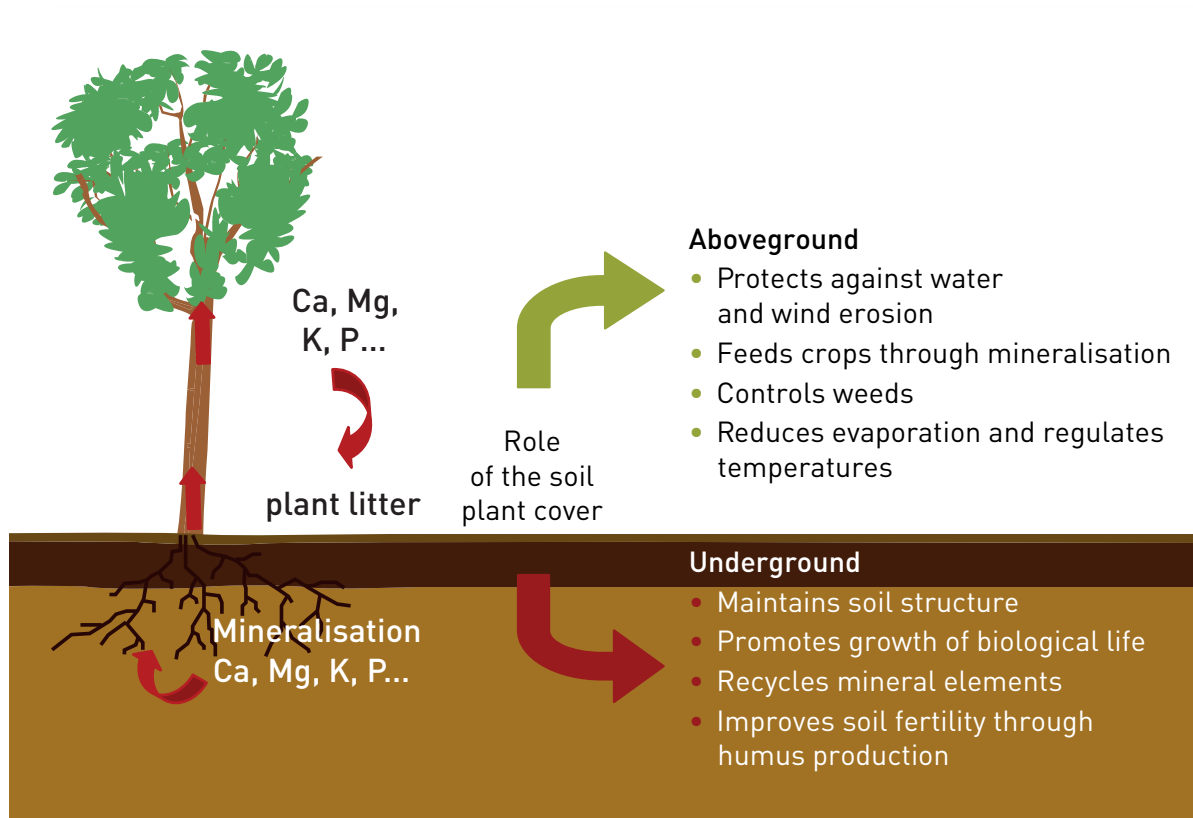 Ca, Mg,
K, P...
plant litter
Role
of the soil
plant cover
Aboveground
• Protects against water
and wind erosion
• Feeds crops through mineralisation
• Controls weeds
• Reduces evaporation and regulates
temperatures
Mineralisation
Ca, Mg, K, P...
Underground
• Maintains soil structure
• Promotes growth of biological life
• Recycles mineral elements
• Improves soil fertility through
humus production